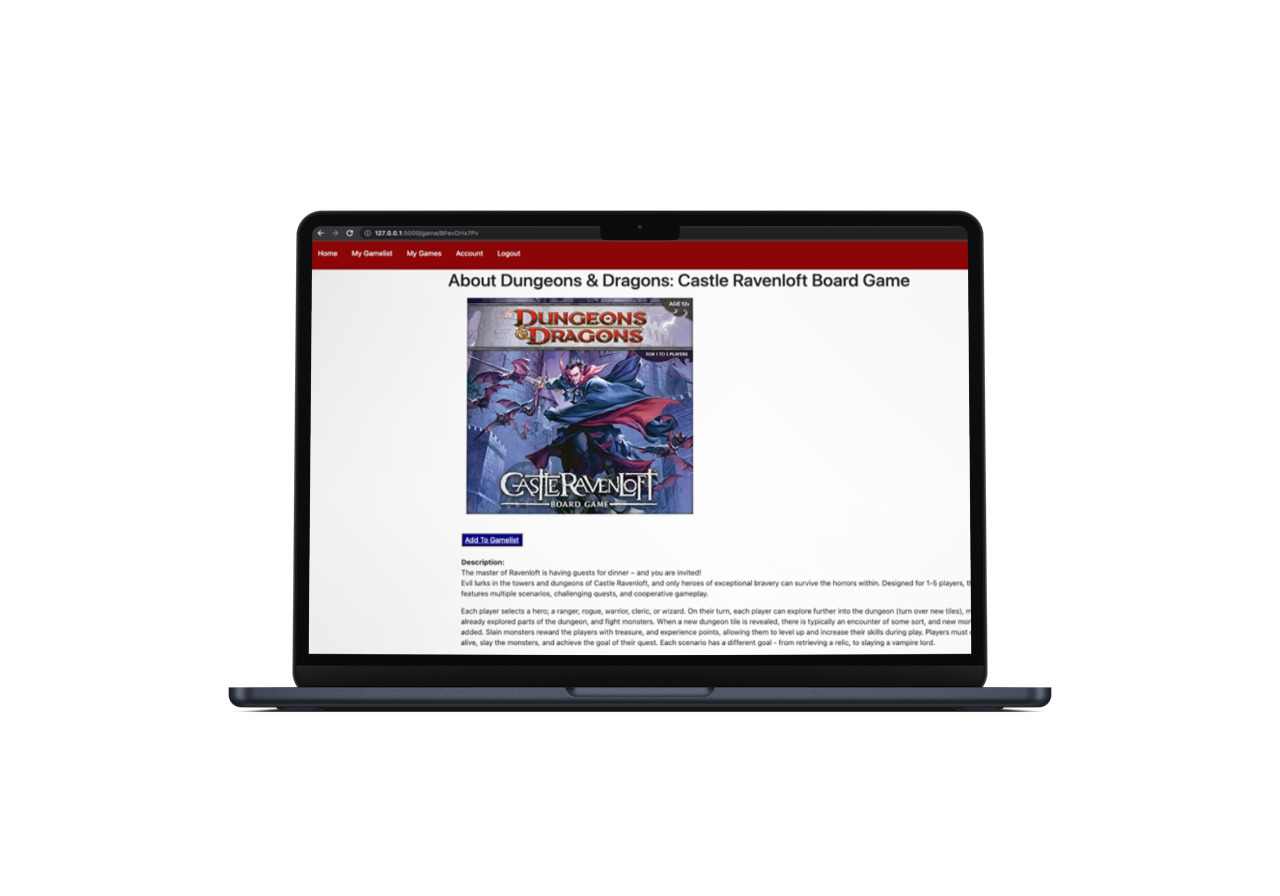 127.0.0.1:5000/game/BFevOHs7Pv
Home My Gamelist My Games Account Logout
About Dungeons & Dragons: Castle Ravenloft Board Game
AGE 12+
DUNGEONS
& DRAGONS
FOR 1 TO 5 PLAYERS
CASTLE RAVENLOFT
BOARD GAME
Add To Gamelist
Description:
The master of Ravenloft is having guests for dinner – and you are invited!
Evil lurks in the towers and dungeons of Castle Ravenloft, and only heroes of exceptional bravery can survive the horrors within. Designed for 1-5 players,
features multiple scenarios, challenging quests, and cooperative gameplay.
Each player selects a hero; a ranger, rogue, warrior, cleric, or wizard. On their turn, each player can explore further into the dungeon (turn over new tiles),
already explored parts of the dungeon, and fight monsters. When a new dungeon tile is revealed, there is typically an encounter of some sort, and new
added. Slain monsters reward the players with treasure, and experience points, allowing them to level up and increase their skills during play. Players must
alive, slay the monsters, and achieve the goal of their quest. Each scenario has a different goal - from retrieving a relic, to slaying a vampire lord.